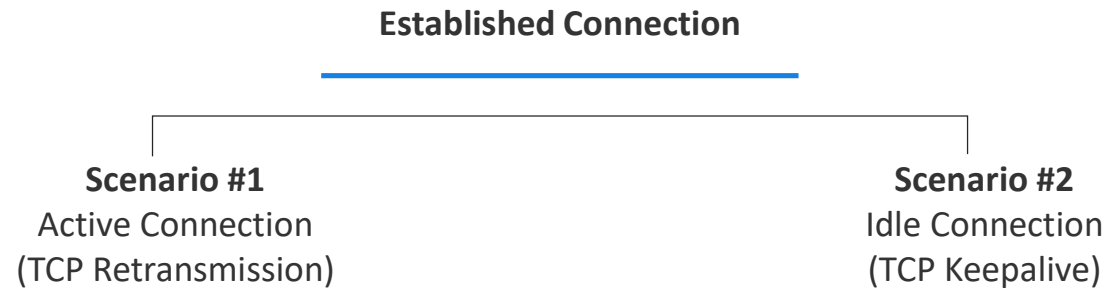 Established Connection
Scenario #1
Active Connection
(TCP Retransmission)
Scenario #2
Idle Connection
(TCP Keepalive)